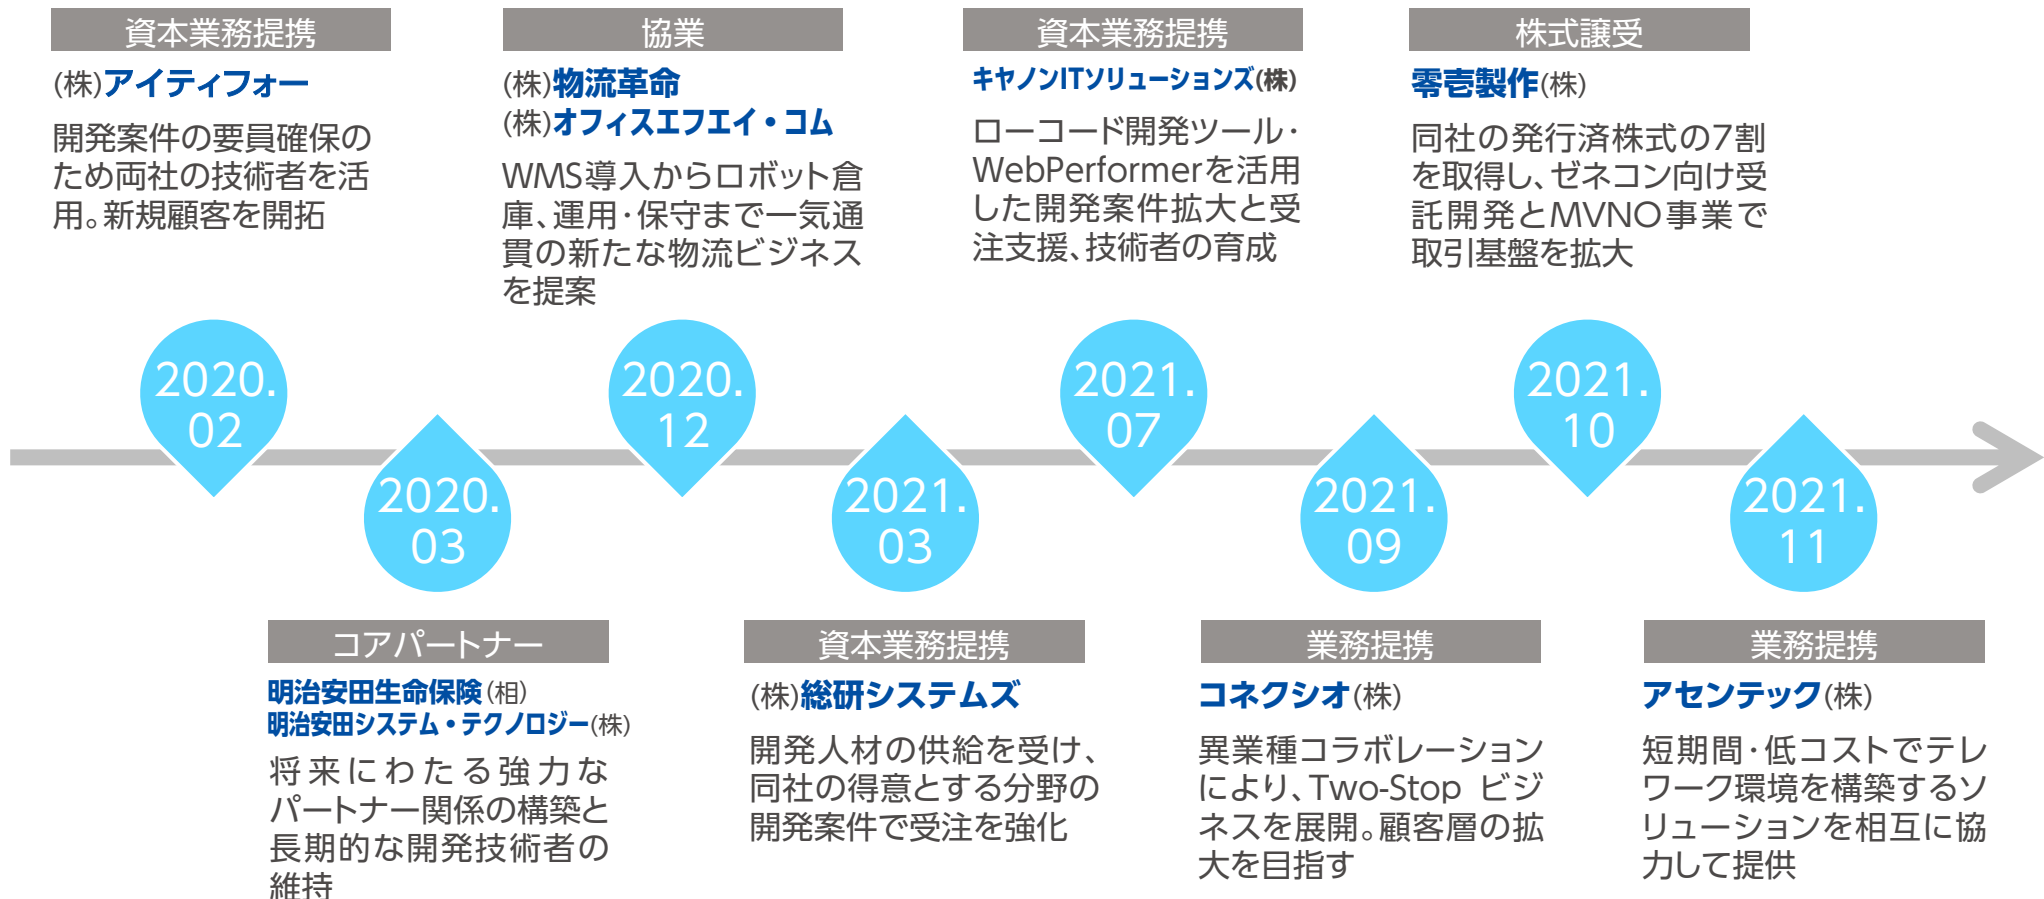 資本業務提携
(株)アイティフォー
開発案件の要員確保の
ため両社の技術者を活
用。新規顧客を開拓
協業
(株)物流革命
(株)オフィスエフエイ・コム
WMS導入からロボット倉
庫、運用・保守まで一気通
貫の新たな物流ビジネス
を提案
資本業務提携
キヤノンITソリューションズ(株)
ローコード開発ツール・
WebPerformerを活用
した開発案件拡大と受
注支援、技術者の育成
株式譲受
零壱製作(株)
同社の発行済株式の7割
を取得し、ゼネコン向け受
託開発とMVNO事業で
取引基盤を拡大
2020.
02
2020.
03
2020.
12
2021.
03
2021.
07
2021.
09
2021.
10
2021.
11
コアパートナー
明治安田生命保険(相)
明治安田システム・テクノロジー(株)
将来にわたる強力な
パートナー関係の構築と
長期的な開発技術者の
維持
資本業務提携
(株)総研システムズ
開発人材の供給を受け、
同社の得意とする分野の
開発案件で受注を強化
業務提携
コネクシオ(株)
異業種コラボレーション
により、Two-Stop ビジ
ネスを展開。顧客層の拡
大を目指す
業務提携
アセンテック(株)
短期間・低コストでテレ
ワーク環境を構築するソ
リューションを相互に協
力して提供